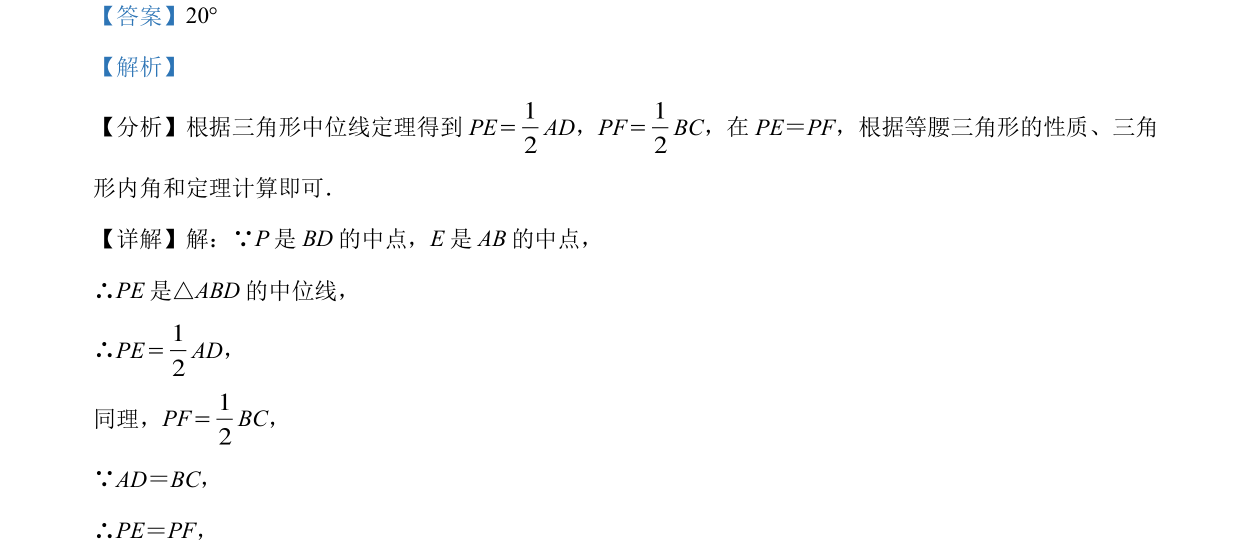 【答案】20°
【解析】
【分析】根据三角形中位线定理得到 PE=1/2 AD，PF=1/2 BC，在 PE＝PF，根据等腰三角形的性质、三角
形内角和定理计算即可．
【详解】解：∵P 是 BD 的中点，E 是 AB 的中点，
∴PE 是△ABD 的中位线，
∴PE=1/2 AD，
同理，PF=1/2 BC，
∵AD＝BC，
∴PE＝PF，